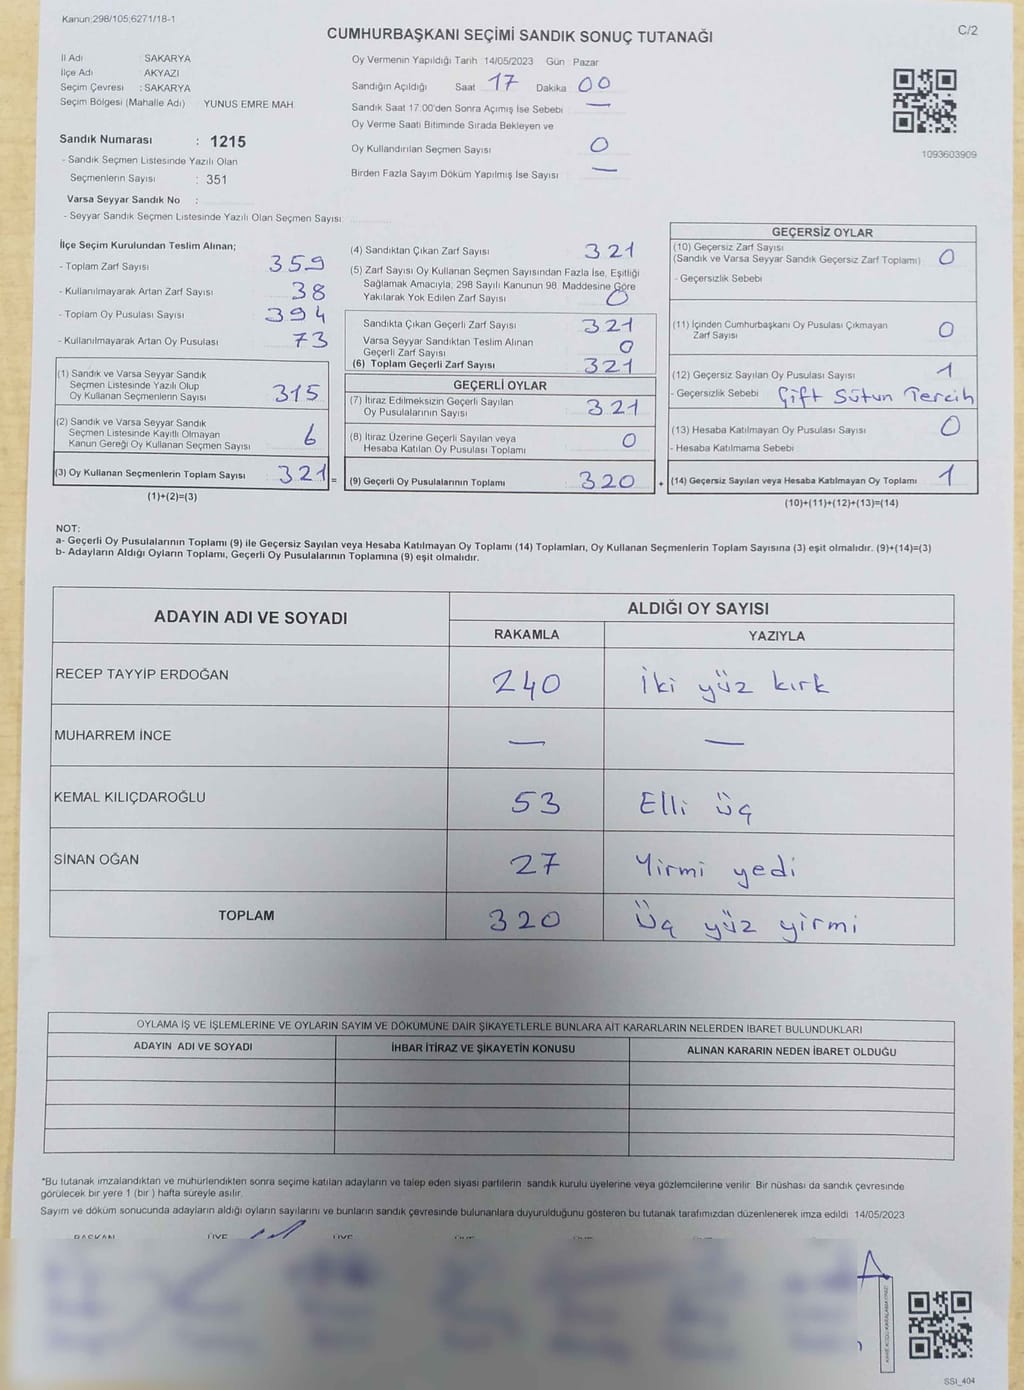 Kanun;298/105;6271/18-1
CUMHURBAŞKANI SEÇİMİ SANDIK SONUÇ TUTANAĞI
C/2
İl Adı : SAKARYA
İlçe Adı : AKYAZI
Seçim Çevresi : SAKARYA
Seçim Bölgesi (Mahalle Adı) YUNUS EMRE MAH
Sandık Numarası : 1215
- Sandık Seçmen Listesinde Yazılı Olan
Seçmenlerin Sayısı : 351
Varsa Seyyar Sandık No :
- Seyyar Sandık Seçmen Listesinde Yazılı Olan Seçmen Sayısı:
Oy Vermenin Yapıldığı Tarih 14/05/2023 Gün : Pazar
Sandığın Açıldığı Saat 17 Dakika 00
Sandık Saat 17.00'den Sonra Açımış İse Sebebi —
Oy Verme Saati Bitiminde Sırada Bekleyen ve
Oy Kullandırılan Seçmen Sayısı 0
Birden Fazla Sayım Döküm Yapılmış İse Sayısı —
1093603909
İlçe Seçim Kurulundan Teslim Alınan;
- Toplam Zarf Sayısı 359
- Kullanılmayarak Artan Zarf Sayısı 38
- Toplam Oy Pusulası Sayısı 394
- Kullanılmayarak Artan Oy Pusulası 73
(1) Sandık ve Varsa Seyyar Sandık
Seçmen Listesinde Yazılı Olup
Oy Kullanan Seçmenlerin Sayısı 315
(2) Sandık ve Varsa Seyyar Sandık
Seçmen Listesinde Kayıtlı Olmayan
Kanun Gereği Oy Kullanan Seçmen Sayısı 6
(3) Oy Kullanan Seçmenlerin Toplam Sayısı 321 =
(1)+(2)=(3)
(4) Sandıktan Çıkan Zarf Sayısı 321
(5) Zarf Sayısı Oy Kullanan Seçmen Sayısından Fazla İse, Eşitliği
Sağlamak Amacıyla, 298 Sayılı Kanunun 98. Maddesine Göre
Yakılarak Yok Edilen Zarf Sayısı 0
Sandıkta Çıkan Geçerli Zarf Sayısı 321
Varsa Seyyar Sandıktan Teslim Alınan
Geçerli Zarf Sayısı 0
(6) Toplam Geçerli Zarf Sayısı 321
GEÇERLİ OYLAR
(7) İtiraz Edilmeksizin Geçerli Sayılan
Oy Pusulalarının Sayısı 321
(8) İtiraz Üzerine Geçerli Sayılan veya
Hesaba Katılan Oy Pusulası Toplamı 0
(9) Geçerli Oy Pusulalarının Toplamı 320 +
GEÇERSİZ OYLAR
(10) Geçersiz Zarf Sayısı
(Sandık ve Varsa Seyyar Sandık Geçersiz Zarf Toplamı) 0
- Geçersizlik Sebebi
(11) İçinden Cumhurbaşkanı Oy Pusulası Çıkmayan
Zarf Sayısı 0
(12) Geçersiz Sayılan Oy Pusulası Sayısı 1
- Geçersizlik Sebebi Çift Sütun Tercih
(13) Hesaba Katılmayan Oy Pusulası Sayısı 0
- Hesaba Katılmama Sebebi
(14) Geçersiz Sayılan veya Hesaba Katılmayan Oy Toplamı 1
(10)+(11)+(12)+(13)=(14)
NOT:
a- Geçerli Oy Pusulalarının Toplamı (9) ile Geçersiz Sayılan veya Hesaba Katılmayan Oy Toplamı (14) Toplamları, Oy Kullanan Seçmenlerin Toplam Sayısına (3) eşit olmalıdır. (9)+(14)=(3)
b- Adayların Aldığı Oyların Toplamı, Geçerli Oy Pusulalarının Toplamına (9) eşit olmalıdır.
ADAYIN ADI VE SOYADI
ALDIĞI OY SAYISI
RAKAMLA YAZIYLA
RECEP TAYYİP ERDOĞAN 240 İki yüz kırk
MUHARREM İNCE — —
KEMAL KILIÇDAROĞLU 53 Elli üç
SİNAN OĞAN 27 Yirmi yedi
TOPLAM 320 Üç yüz yirmi
OYLAMA İŞ VE İŞLEMLERİNE VE OYLARIN SAYIM VE DÖKÜMÜNE DAİR ŞİKAYETLERLE BUNLARA AİT KARARLARIN NELERDEN İBARET BULUNDUKLARI
ADAYIN ADI VE SOYADI İHBAR İTİRAZ VE ŞİKAYETİN KONUSU ALINAN KARARIN NEDEN İBARET OLDUĞU
*Bu tutanak imzalandıktan ve mühürlendikten sonra seçime katılan adayların ve talep eden siyasi partilerin sandık kurulu üyelerine veya gözlemcilerine verilir. Bir nüshası da sandık çevresinde
görülecek bir yere 1 (bir ) hafta süreyle asılır.
Sayım ve döküm sonucunda adayların aldığı oyların sayılarını ve bunların sandık çevresinde bulunanlara duyurulduğunu gösteren bu tutanak tarafımızdan düzenlenerek imza edildi. 14/05/2023
BAŞKAN ÜYE ÜYE
SSI_404